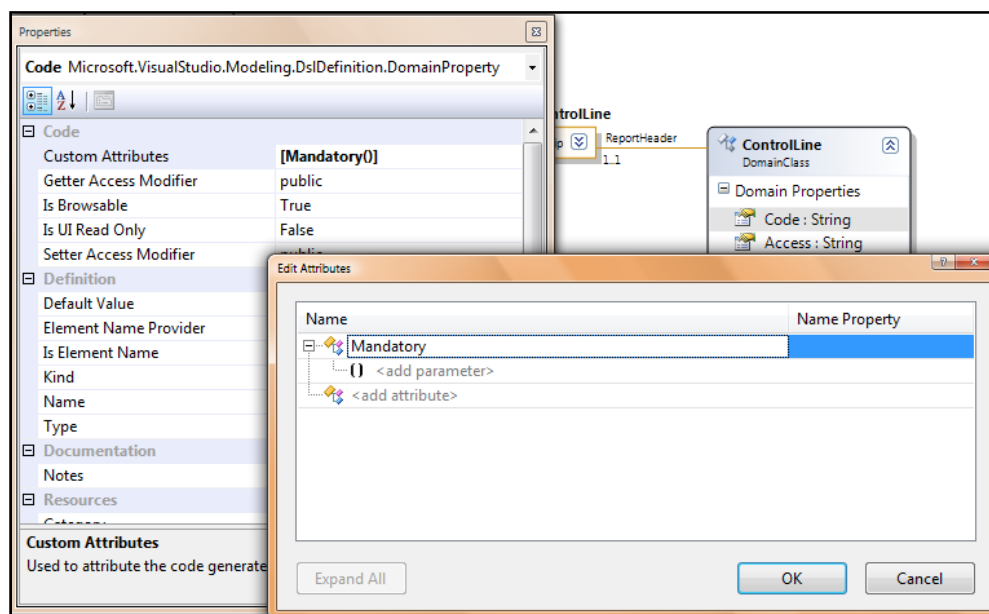 Properties
Code Microsoft.VisualStudio.Modeling.DslDefinition.DomainProperty
Code
Custom Attributes [Mandatory()]
Getter Access Modifier public
Is Browsable True
Is UI Read Only False
Setter Access Modifier public
Definition
Default Value
Element Name Provider
Is Element Name
Kind
Name
Type
Documentation
Notes
Resources
Category
Custom Attributes
Used to attribute the code generate
ntrolLine
p ReportHeader
1..1
ControlLine
DomainClass
Domain Properties
Code : String
Access : String
Edit Attributes
Name Name Property
Mandatory
() <add parameter>
<add attribute>
Expand All OK Cancel